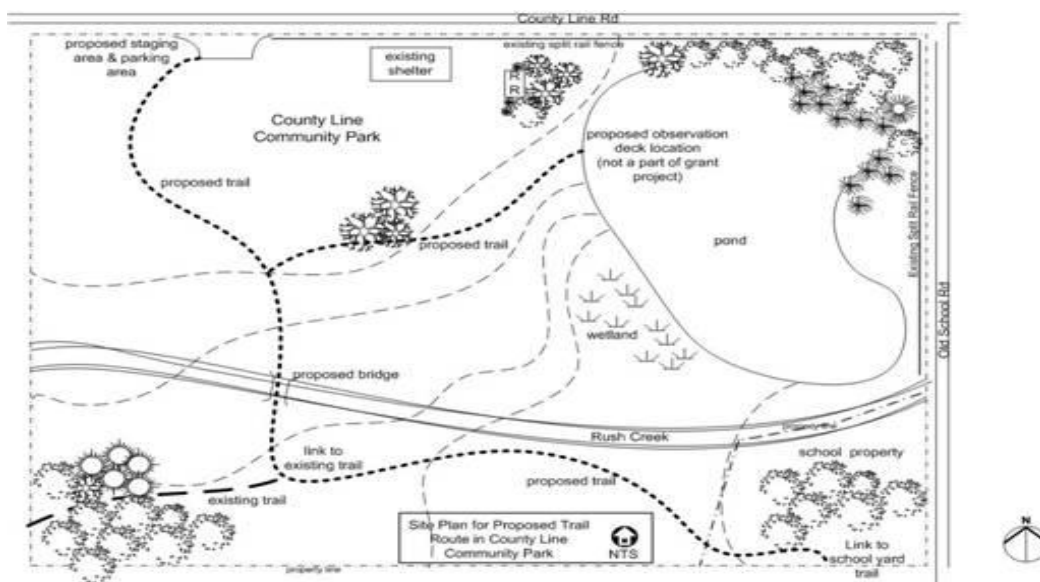 County Line Rd
proposed staging
area & parking
area
existing
shelter
existing split rail fence
R
R
County Line
Community Park
proposed observation
deck location
(not a part of grant
project)
proposed trail
proposed trail
pond
Existing Split Rail Fence
Old School Rd
wetland
proposed bridge
Rush Creek
link to
existing trail
existing trail
proposed trail
school property
Site Plan for Proposed Trail
Route in County Line
Community Park
NTS
Link to
school yard
trail
property line
N